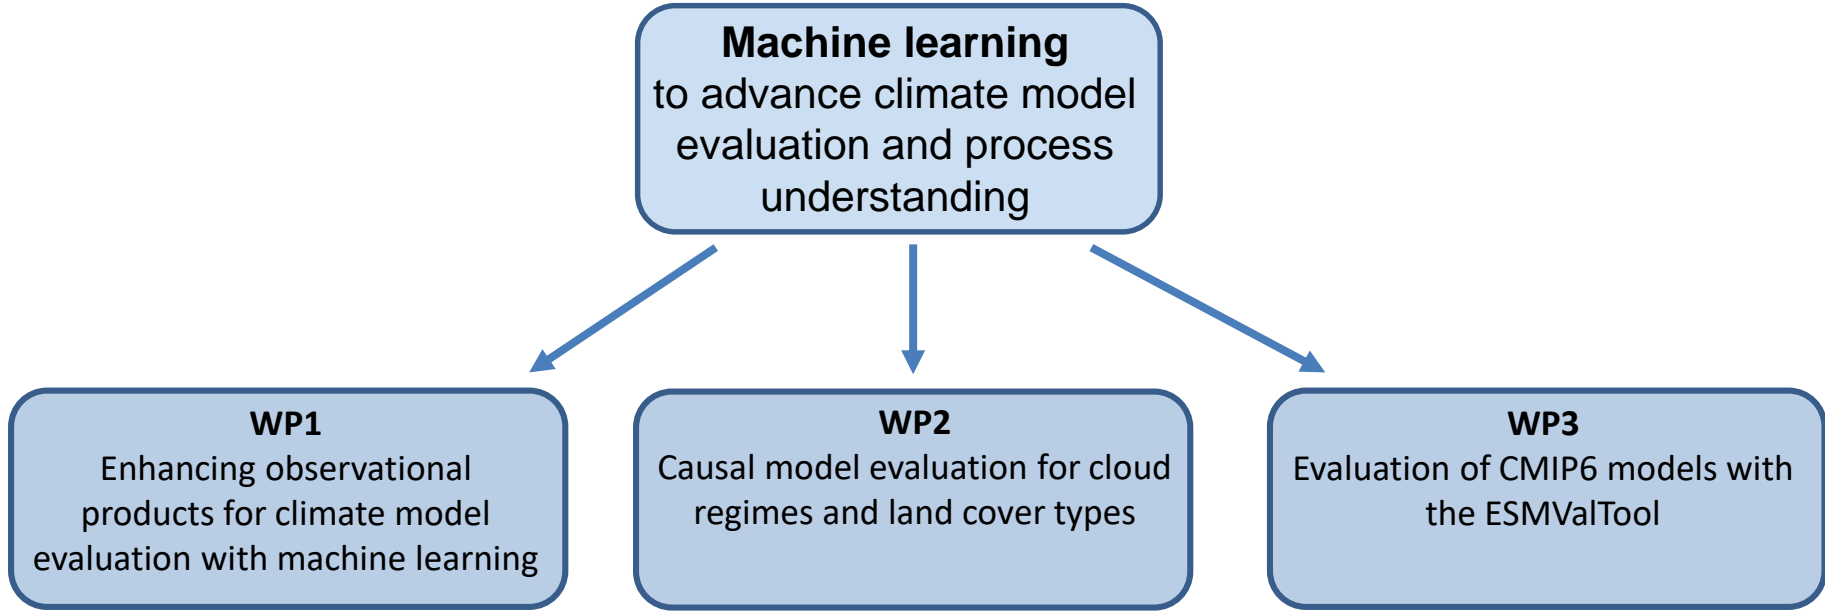 Machine learning
to advance climate model
evaluation and process
understanding
WP1
Enhancing observational
products for climate model
evaluation with machine learning
WP2
Causal model evaluation for cloud
regimes and land cover types
WP3
Evaluation of CMIP6 models with
the ESMValTool